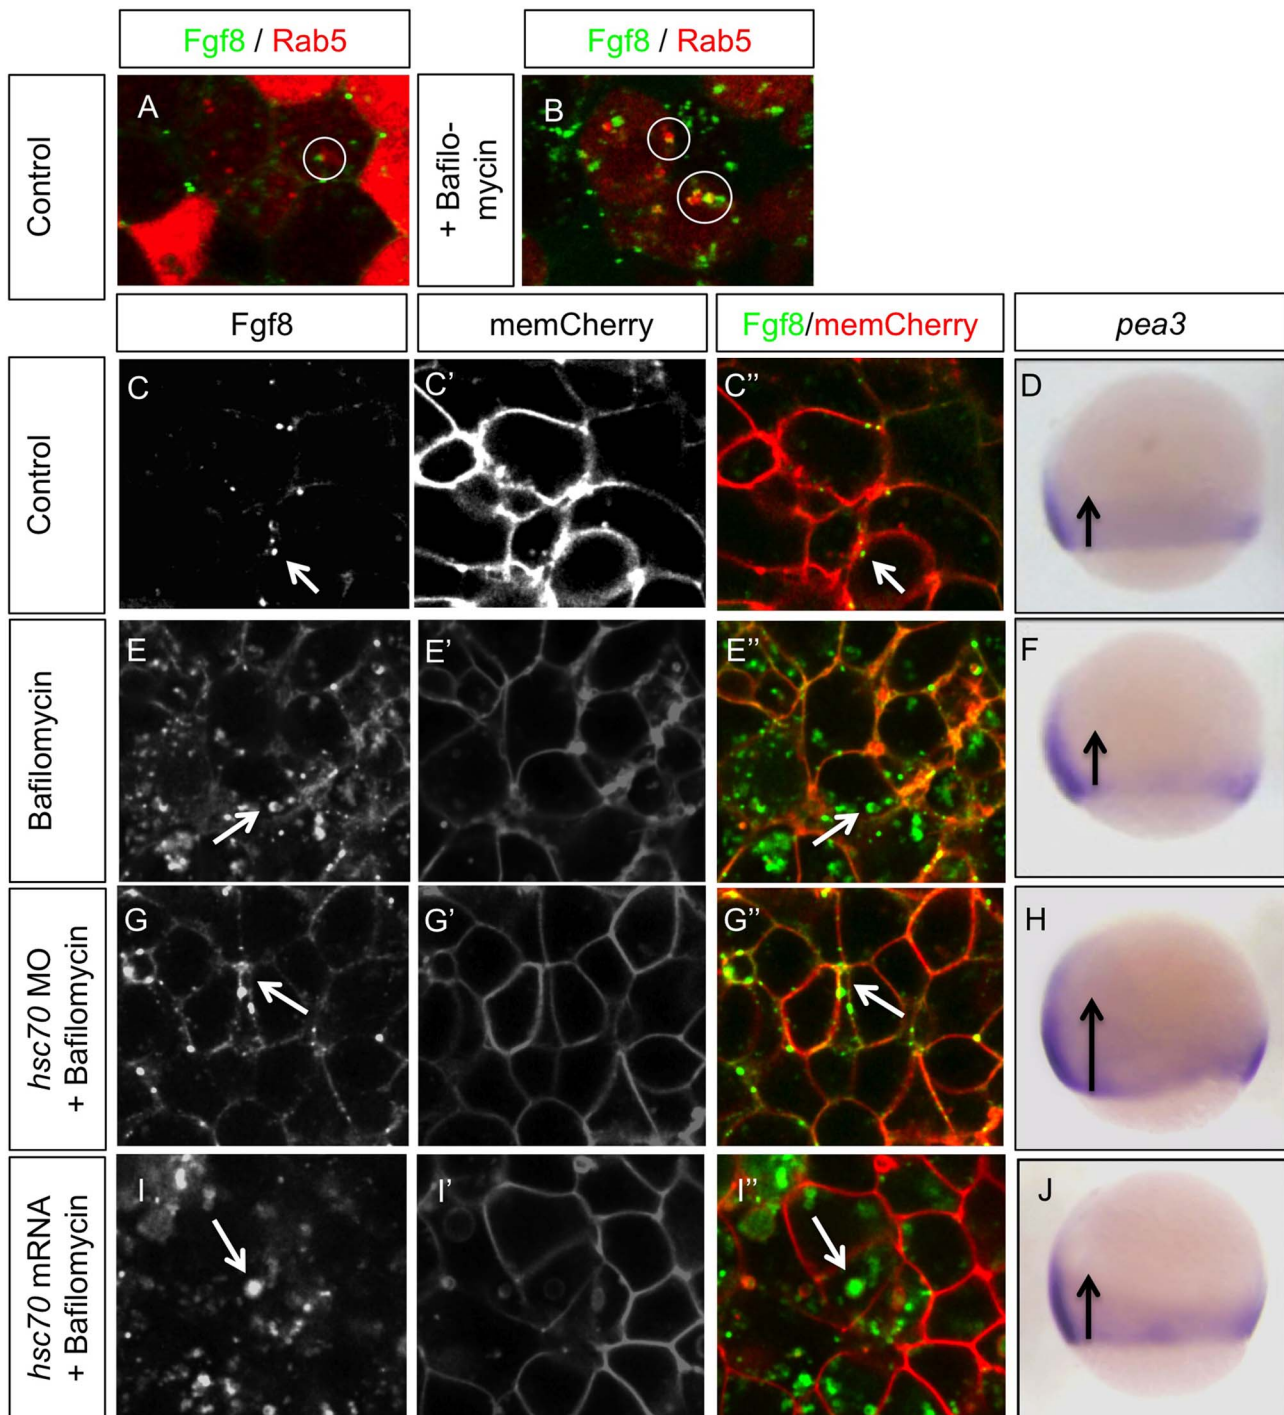 Fgf8 / Rab5
Fgf8 / Rab5
Control
A
+ Bafilo-
mycin
B
Fgf8
memCherry
Fgf8/memCherry
pea3
Control
C
C’
C’’
D
Bafilomycin
E
E’
E’’
F
hsc70 MO
+ Bafilomycin
G
G’
G’’
H
hsc70 mRNA
+ Bafilomycin
I
I’
I’’
J